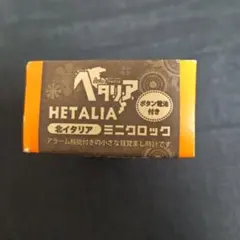 ヘタリア
HETALIA
ボタン電池
付き
北イタリア ミニクロック
アラーム機能付きの小さな目覚まし時計です